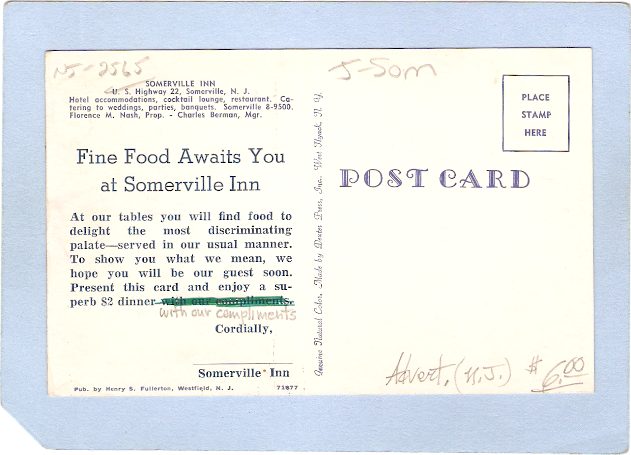 NJ-2565
SOMERVILLE INN
U. S. Highway 22, Somerville, N. J.
Hotel accommodations, cocktail lounge, restaurant. Ca-
tering to weddings, parties, banquets. Somerville 8-9500.
Florence M. Nash, Prop. - Charles Berman, Mgr.
Fine Food Awaits You
at Somerville Inn
At our tables you will find food to
delight the most discriminating
palate—served in our usual manner.
To show you what we mean, we
hope you will be our guest soon.
Present this card and enjoy a su-
perb $2 dinner with our compliments.
with our compliments
Cordially,
Somerville Inn
Pub. by Henry S. Fullerton, Westfield, N. J. 71877
Genuine Natural Color, Made by Dexter Press, Inc. West Nyack, N. Y.
J-Som
PLACE
STAMP
HERE
POST CARD
Advert. (N.J.) $6.00